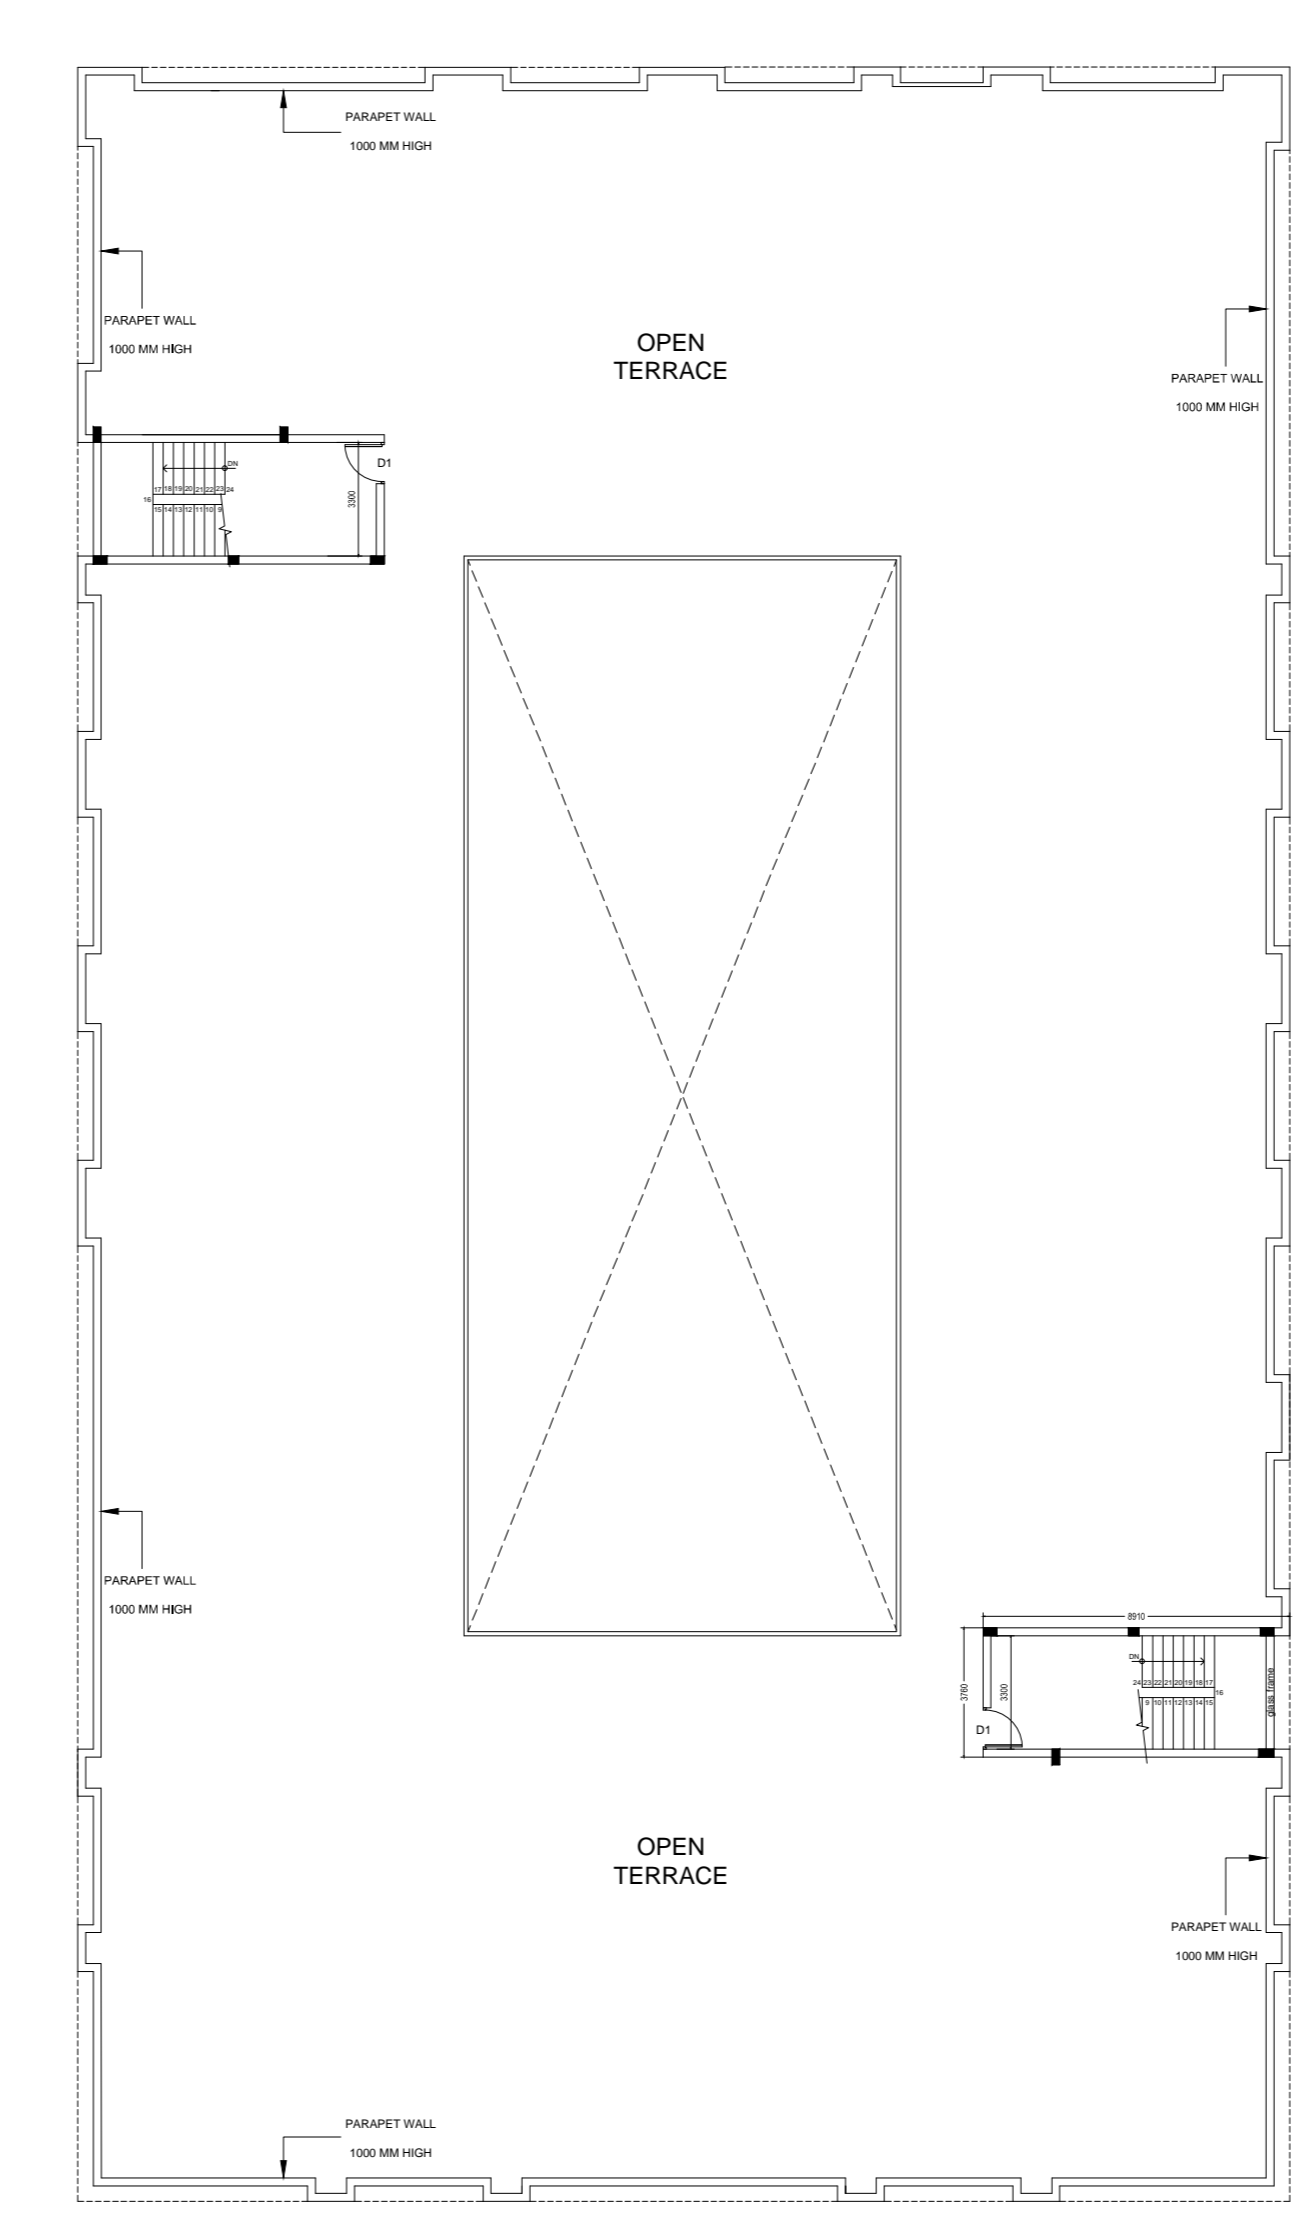 PARAPET WALL
1000 MM HIGH
PARAPET WALL
1000 MM HIGH
OPEN
TERRACE
PARAPET WALL
1000 MM HIGH
DN
D1
17 18 19 20 21 22 23 24
16
15 14 13 12 11 10 9
3300
PARAPET WALL
1000 MM HIGH
8910
DN
24 23 22 21 20 19 18 17
16
9 10 11 12 13 14 15
3760
3300
glass frame
D1
OPEN
TERRACE
PARAPET WALL
1000 MM HIGH
PARAPET WALL
1000 MM HIGH